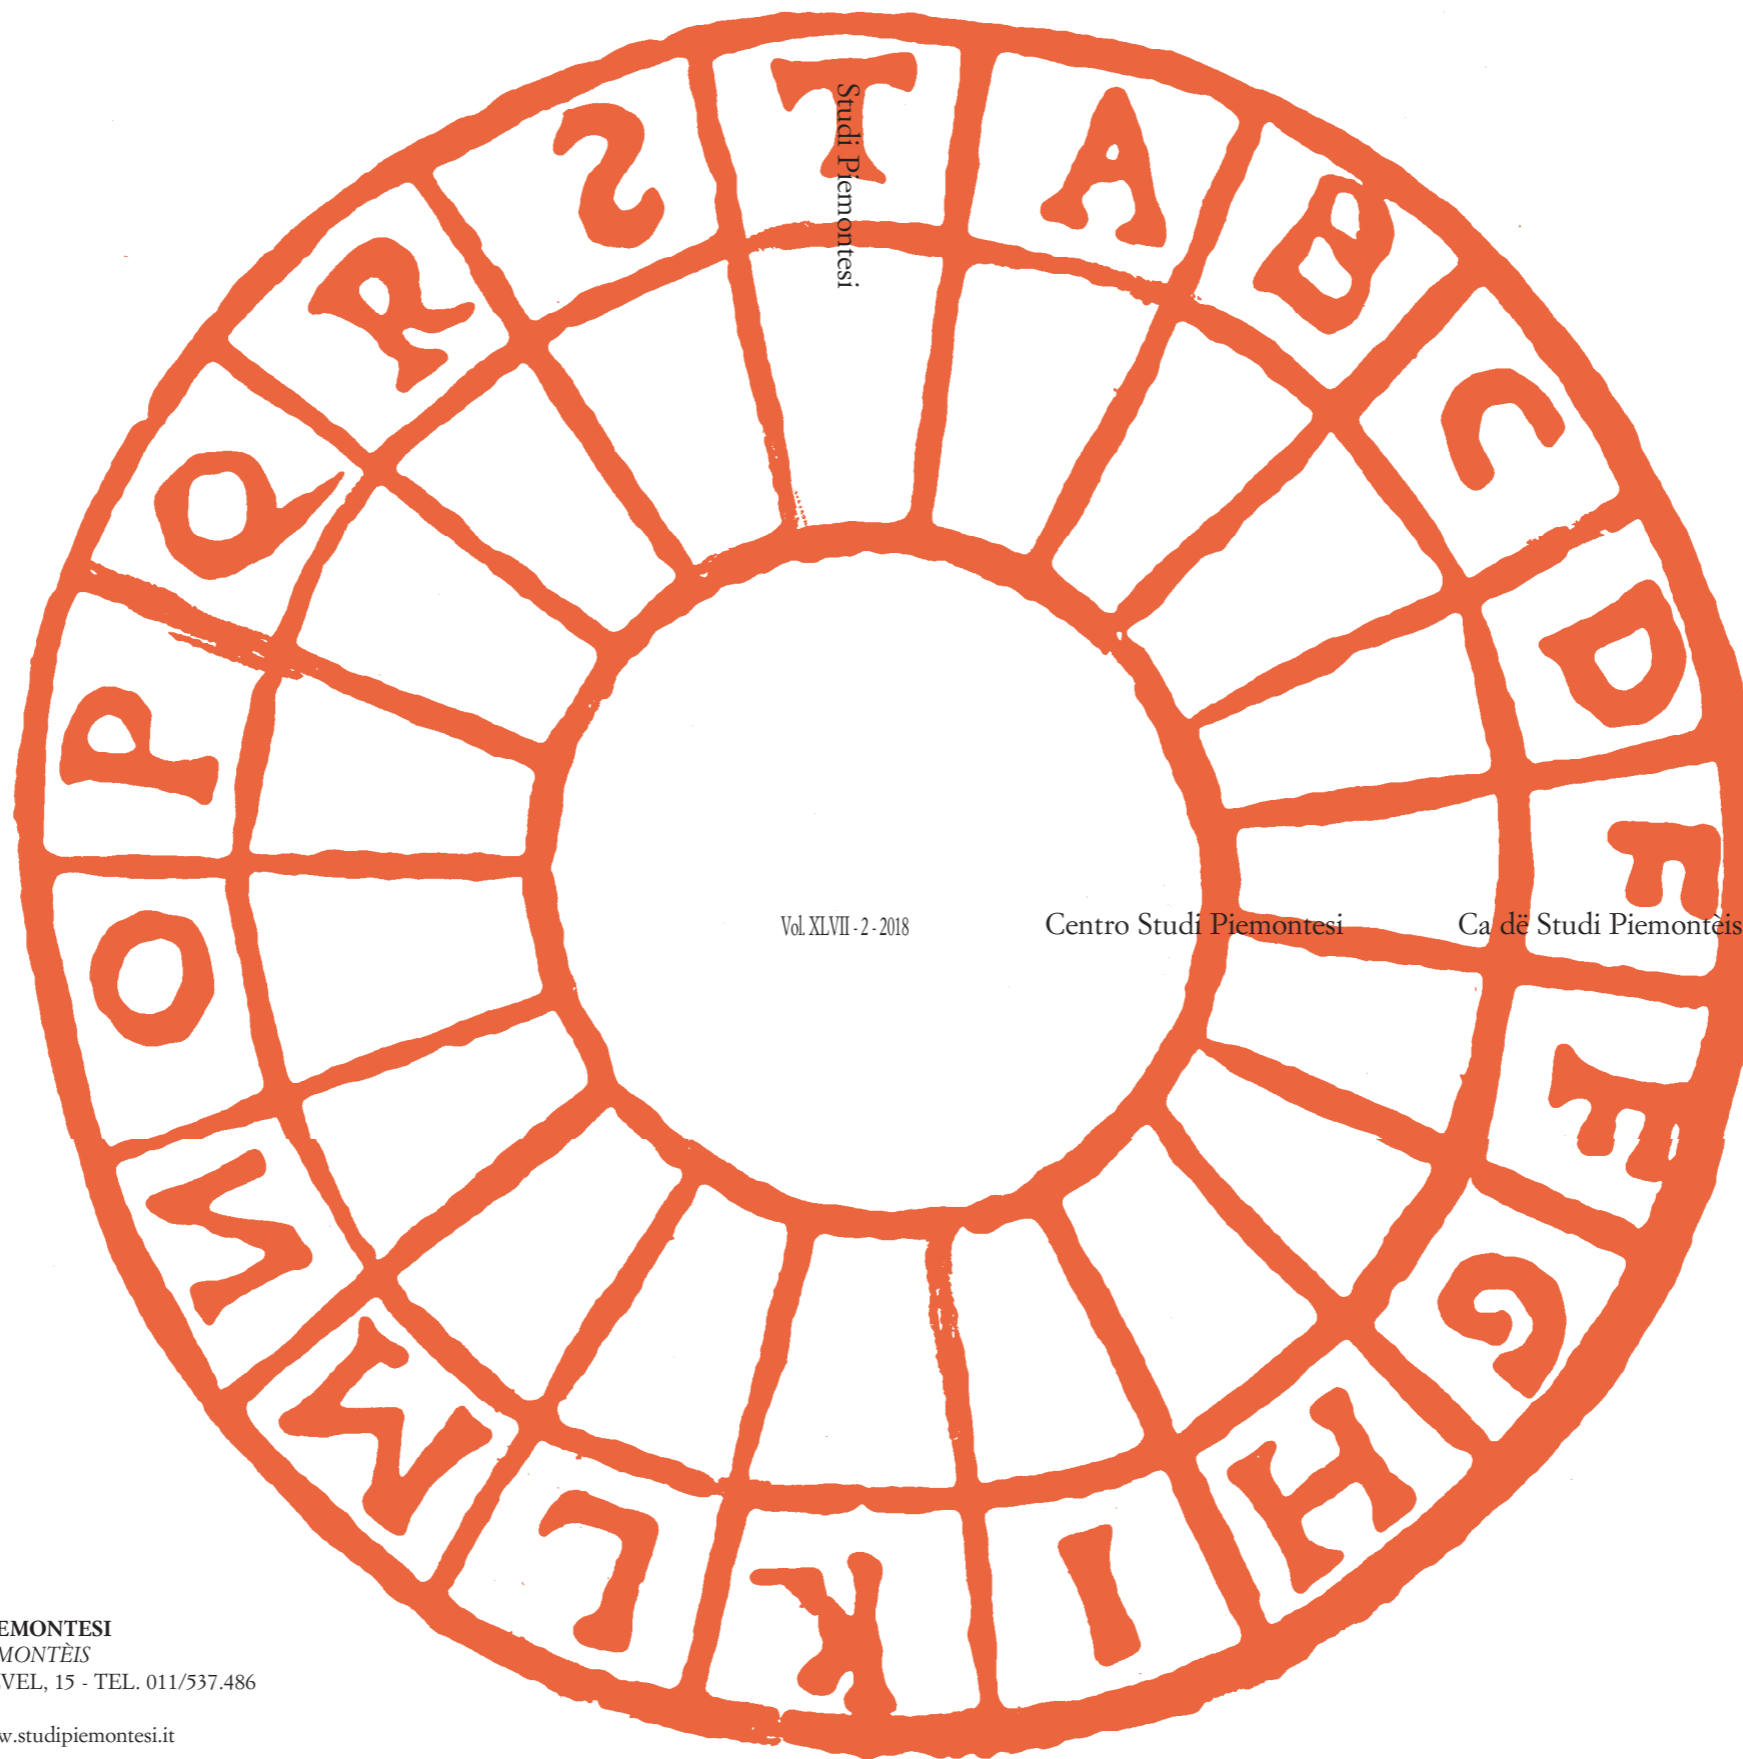 T
A
B
C
D
F
E
G
H
I
K
L
M
N
O
P
Q
R
S
Studi Piemontesi
Vol. XLVII - 2 - 2018
Centro Studi Piemontesi
Ca dë Studi Piemontèis
EMONTESI
MONTÈIS
VEL, 15 - TEL. 011/537.486
w.studipiemontesi.it